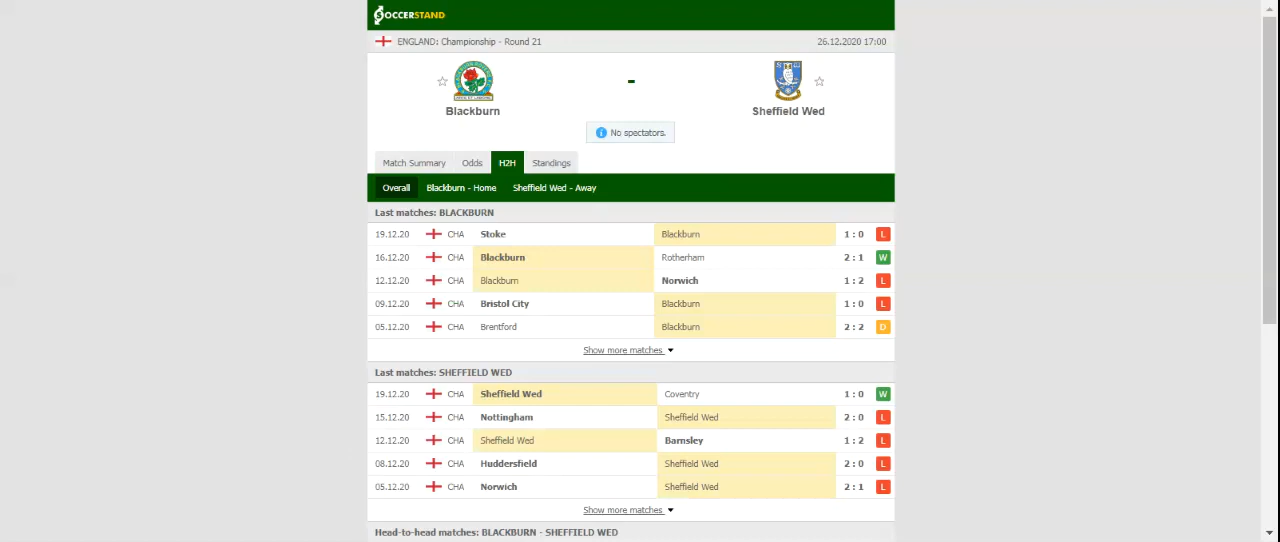 SOCCERSTAND
ENGLAND: Championship - Round 21 26.12.2020 17:00
-
Blackburn Sheffield Wed
No spectators.
Match Summary Odds H2H Standings
Overall Blackburn - Home Sheffield Wed - Away
Last matches: BLACKBURN
19.12.20 CHA Stoke Blackburn 1 : 0 L
16.12.20 CHA Blackburn Rotherham 2 : 1 W
12.12.20 CHA Blackburn Norwich 1 : 2 L
09.12.20 CHA Bristol City Blackburn 1 : 0 L
05.12.20 CHA Brentford Blackburn 2 : 2 D
Show more matches
Last matches: SHEFFIELD WED
19.12.20 CHA Sheffield Wed Coventry 1 : 0 W
15.12.20 CHA Nottingham Sheffield Wed 2 : 0 L
12.12.20 CHA Sheffield Wed Barnsley 1 : 2 L
08.12.20 CHA Huddersfield Sheffield Wed 2 : 0 L
05.12.20 CHA Norwich Sheffield Wed 2 : 1 L
Show more matches
Head-to-head matches: BLACKBURN - SHEFFIELD WED